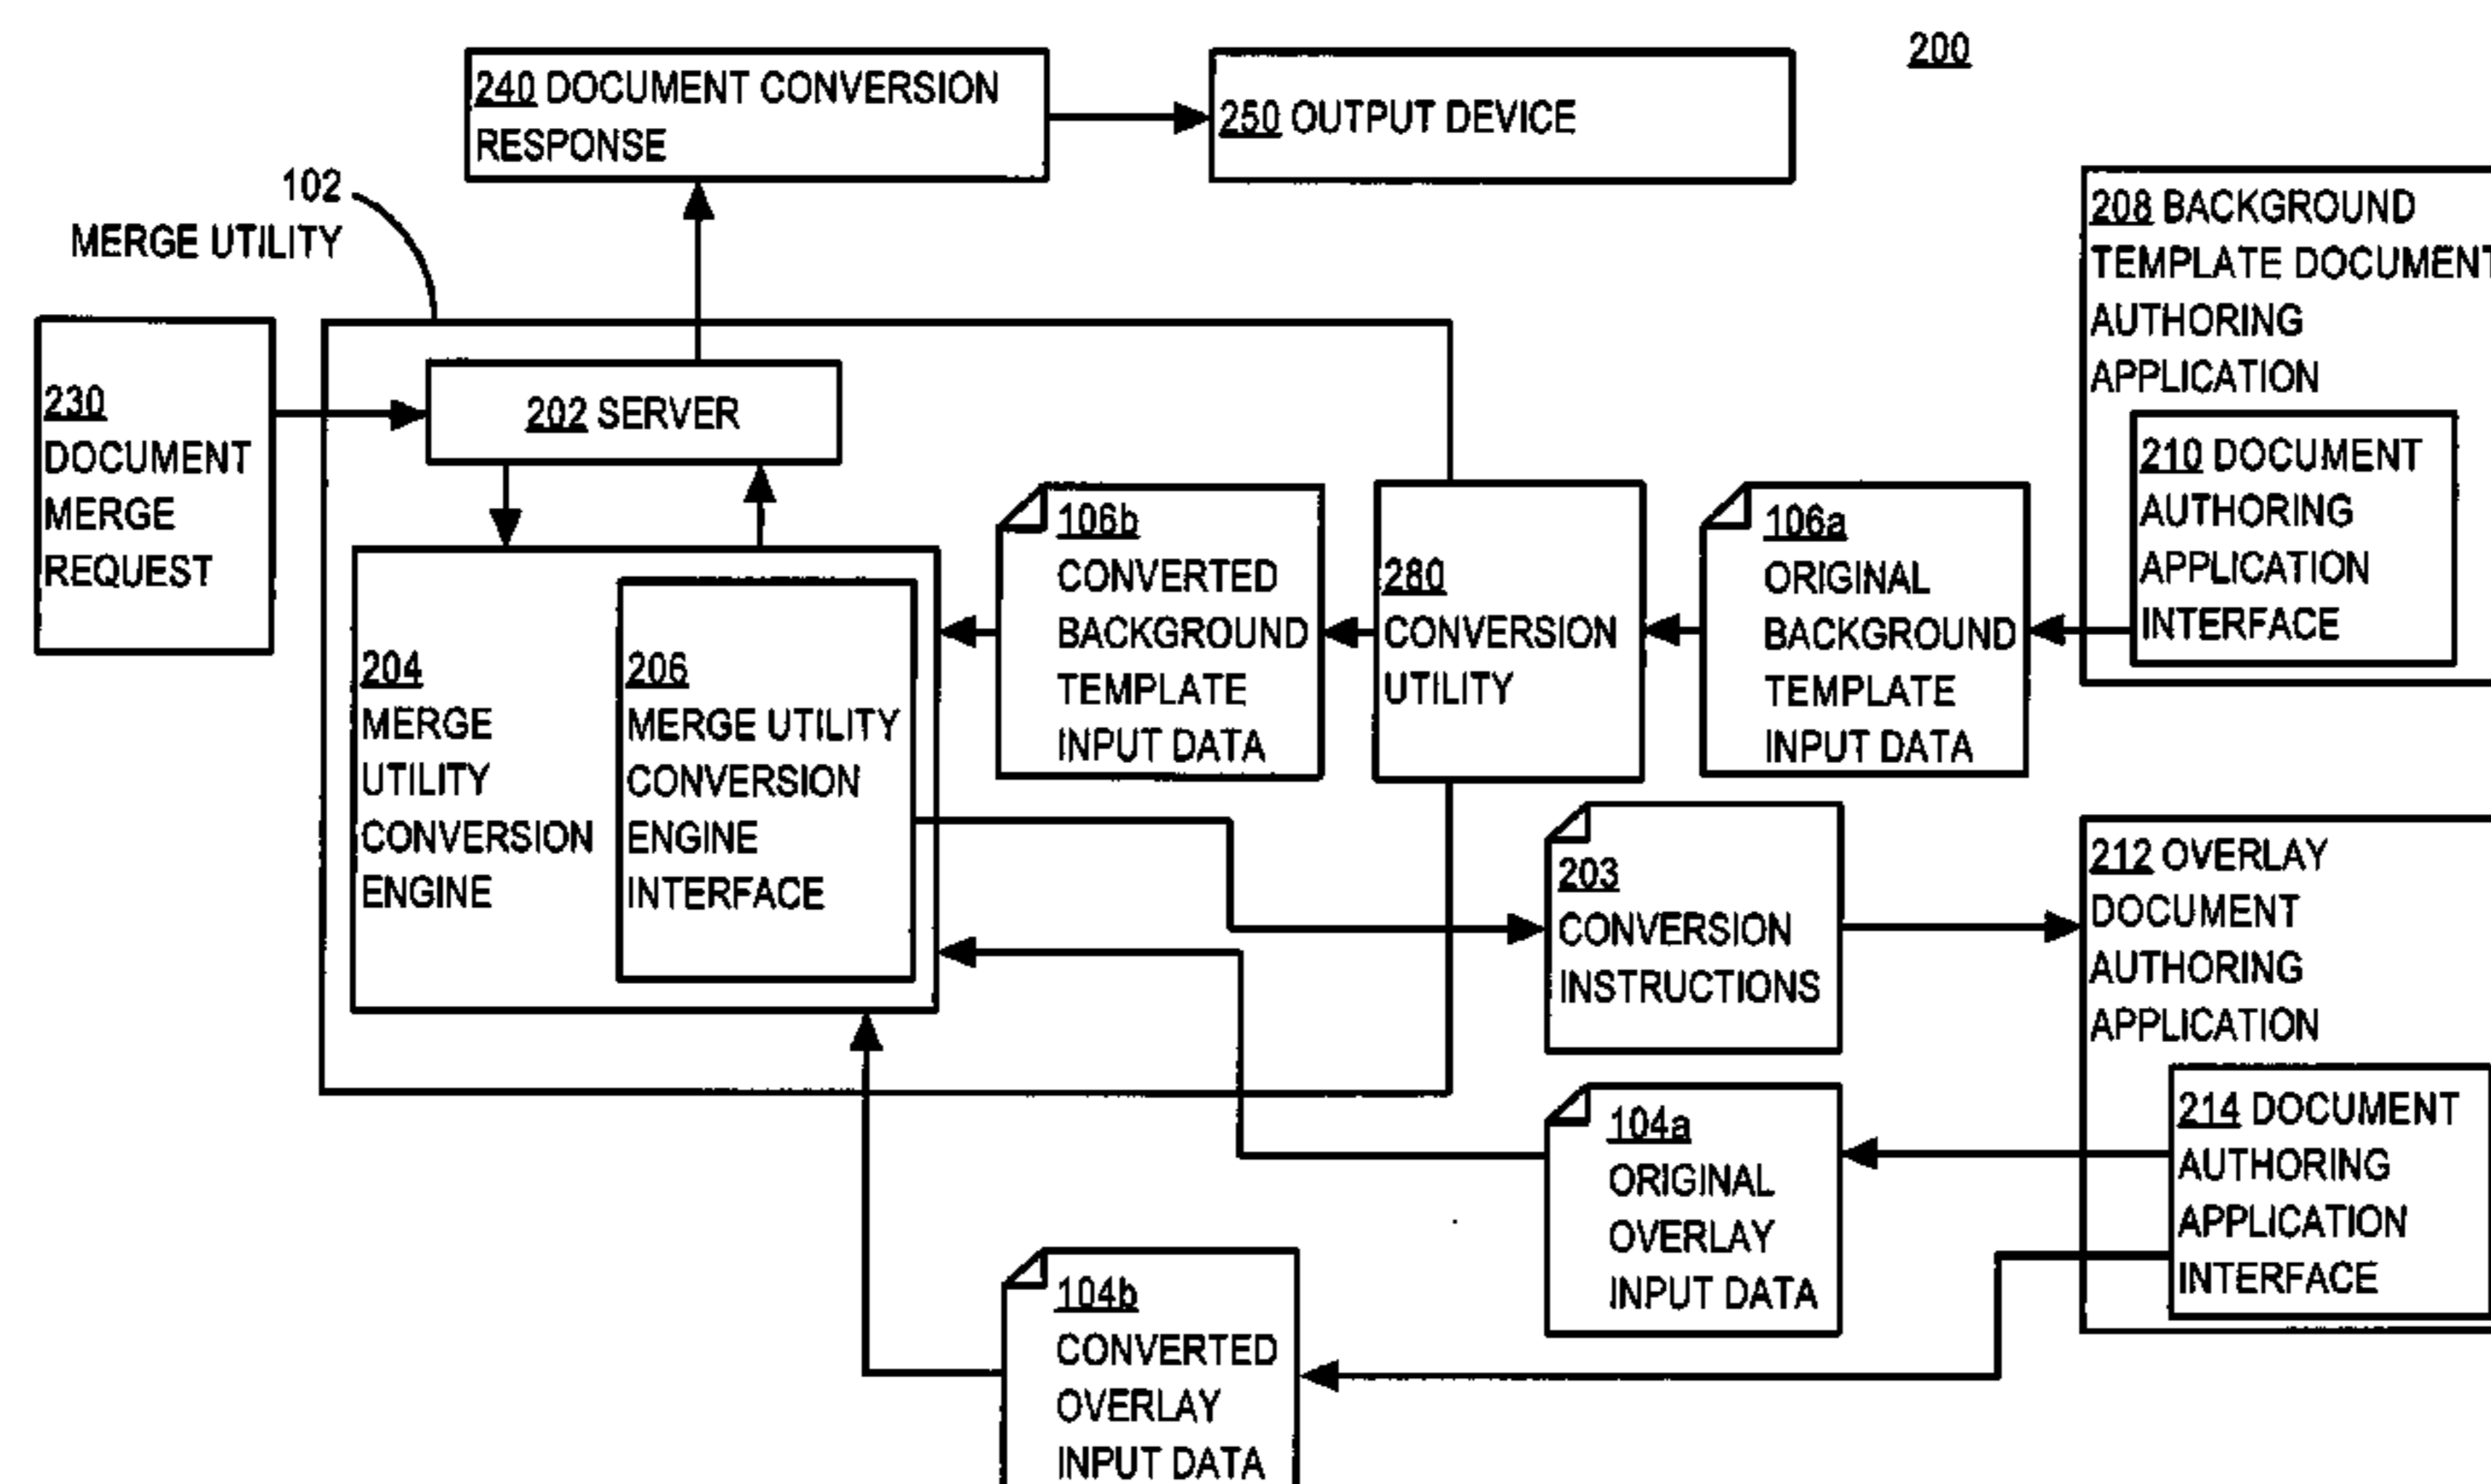 200
240 DOCUMENT CONVERSION
RESPONSE
250 OUTPUT DEVICE
102
MERGE UTILITY
208 BACKGROUND
TEMPLATE DOCUMENT
AUTHORING
APPLICATION
230
DOCUMENT
MERGE
REQUEST
202 SERVER
210 DOCUMENT
AUTHORING
APPLICATION
INTERFACE
106b
CONVERTED
BACKGROUND
TEMPLATE
INPUT DATA
280
CONVERSION
UTILITY
106a
ORIGINAL
BACKGROUND
TEMPLATE
INPUT DATA
204
MERGE
UTILITY
CONVERSION
ENGINE
206
MERGE UTILITY
CONVERSION
ENGINE
INTERFACE
203
CONVERSION
INSTRUCTIONS
212 OVERLAY
DOCUMENT
AUTHORING
APPLICATION
214 DOCUMENT
AUTHORING
APPLICATION
INTERFACE
104a
ORIGINAL
OVERLAY
INPUT DATA
104b
CONVERTED
OVERLAY
INPUT DATA